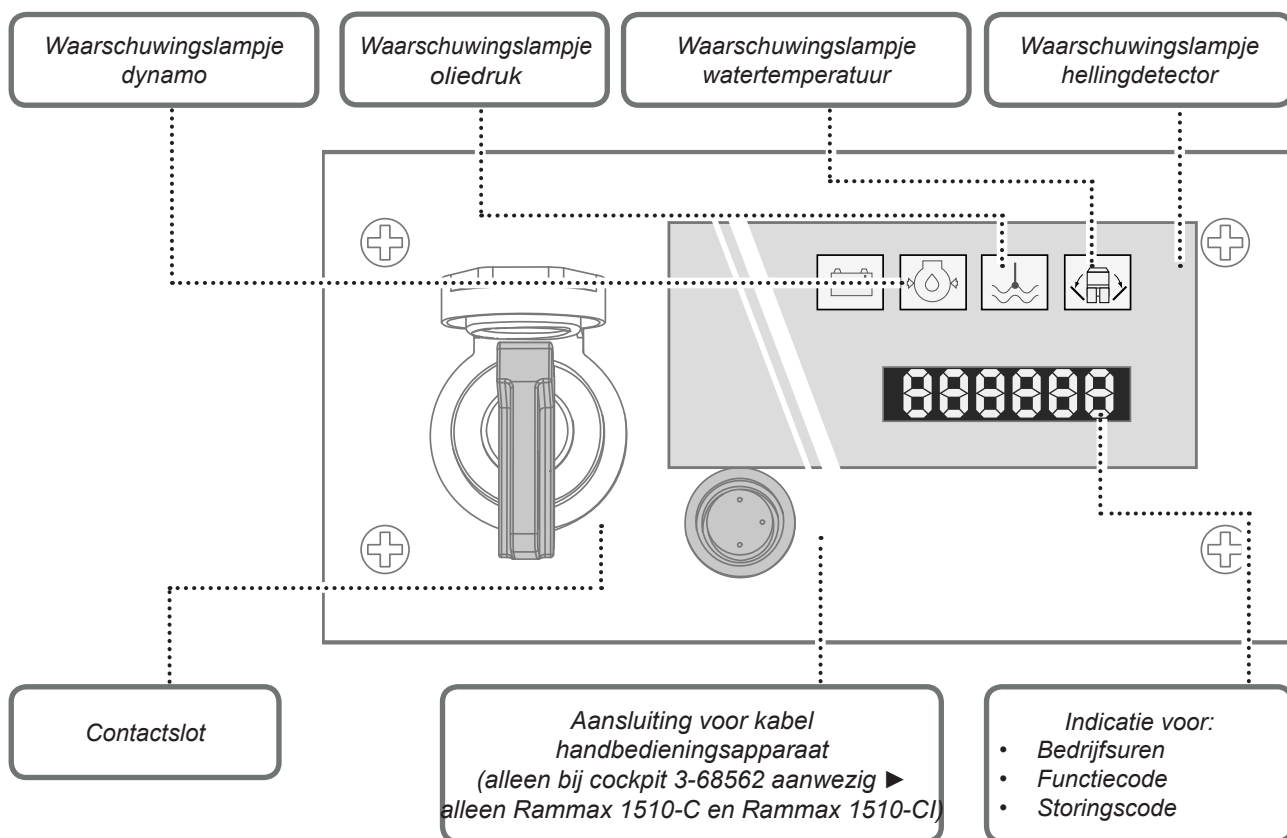 Waarschuwingslampje
dynamo
Waarschuwingslampje
oliedruk
Waarschuwingslampje
watertemperatuur
Waarschuwingslampje
hellingdetector
888888
Contactslot
Aansluiting voor kabel
handbedieningsapparaat
(alleen bij cockpit 3-68562 aanwezig ►
alleen Rammax 1510-C en Rammax 1510-CI)
Indicatie voor:
• Bedrijfsuren
• Functiecode
• Storingscode